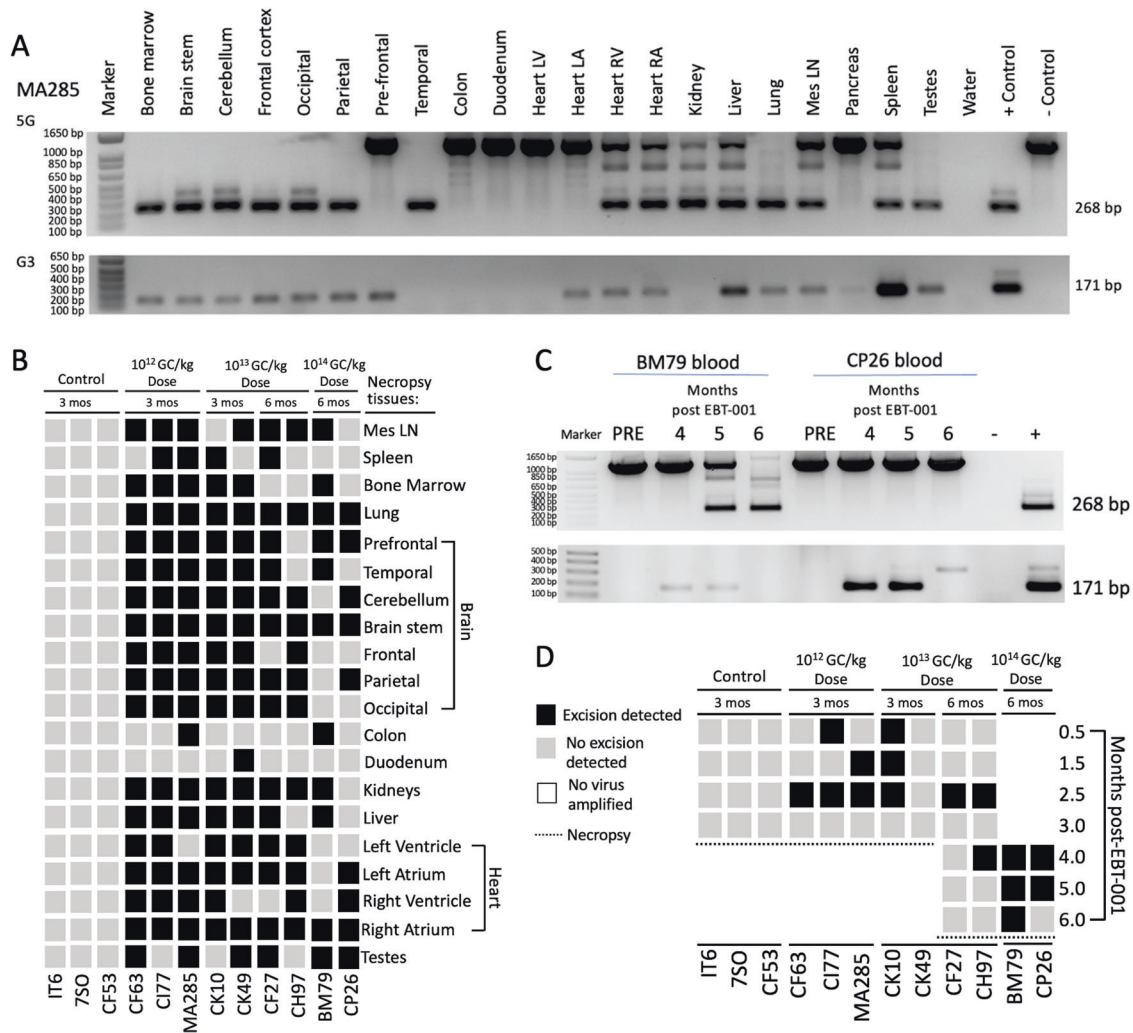 A
MA285
Marker
Bone marrow
Brain stem
Cerebellum
Frontal cortex
Occipital
Parietal
Pre-frontal
Temporal
Colon
Duodenum
Heart LV
Heart LA
Heart RV
Heart RA
Kidney
Liver
Lung
Mes LN
Pancreas
Spleen
Testes
Water
+ Control
- Control
5G
1650 bp
1000 bp
850 bp
650 bp
500 bp
400 bp
300 bp
200 bp
100 bp
268 bp
G3
650 bp
500 bp
400 bp
300 bp
200 bp
100 bp
171 bp
B
Control
10¹² GC/kg Dose
10¹³ GC/kg Dose
10¹⁴ GC/kg Dose
Necropsy tissues:
3 mos
3 mos
3 mos
6 mos
6 mos
Mes LN
Spleen
Bone Marrow
Lung
Prefrontal
Temporal
Cerebellum
Brain stem
Frontal
Parietal
Occipital
Brain
Colon
Duodenum
Kidneys
Liver
Left Ventricle
Left Atrium
Right Ventricle
Right Atrium
Heart
Testes
IT6
7SO
CF53
CF63
CI77
MA285
CK10
CK49
CF27
CH97
BM79
CP26
C
BM79 blood
CP26 blood
Months post EBT-001
Months post EBT-001
Marker PRE 4 5 6 PRE 4 5 6 - +
1650 bp
1000 bp
850 bp
650 bp
500 bp
400 bp
300 bp
200 bp
100 bp
268 bp
500 bp
400 bp
300 bp
200 bp
100 bp
171 bp
D
Control
10¹² GC/kg Dose
10¹³ GC/kg Dose
10¹⁴ GC/kg Dose
3 mos
3 mos
3 mos
6 mos
6 mos
Excision detected
No excision detected
No virus amplified
Necropsy
0.5
1.5
2.5
3.0
4.0
5.0
6.0
Months post-EBT-001
IT6
7SO
CF53
CF63
CI77
MA285
CK10
CK49
CF27
CH97
BM79
CP26